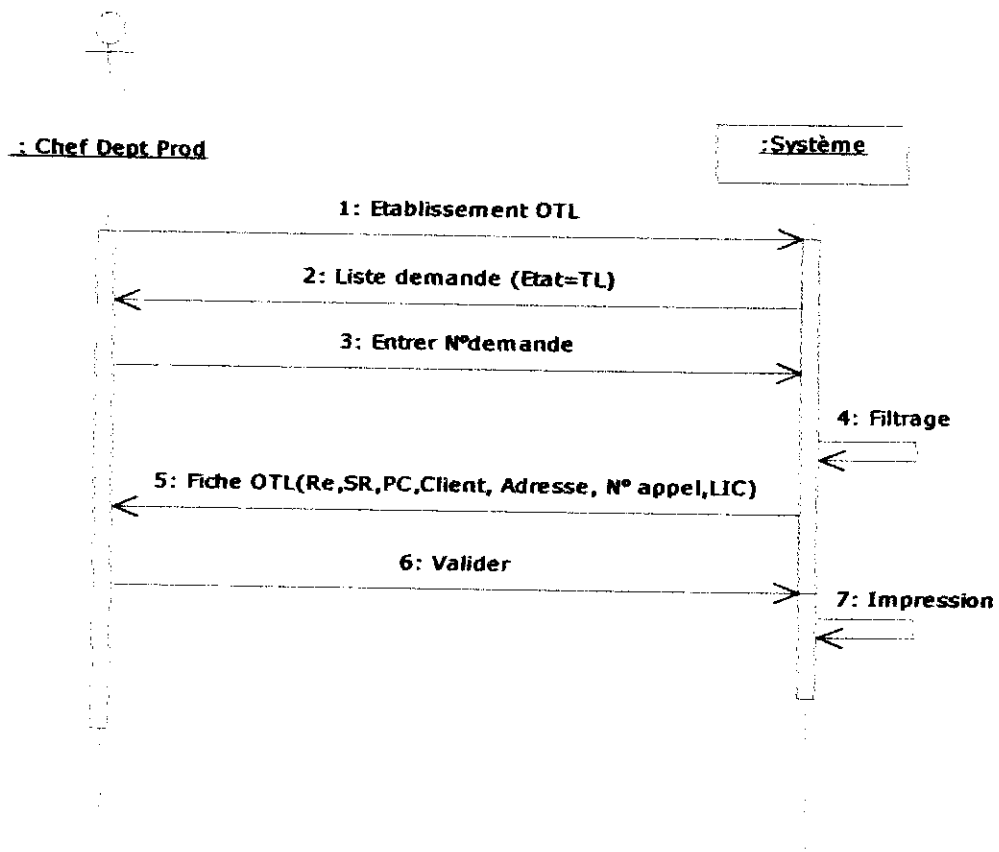 : Chef Dept Prod
:Système
1: Etablissement OTL
2: Liste demande (Etat=TL)
3: Entrer N°demande
4: Filtrage
5: Fiche OTL(Re,SR,PC,Client, Adresse, N° appel,LIC)
6: Valider
7: Impression